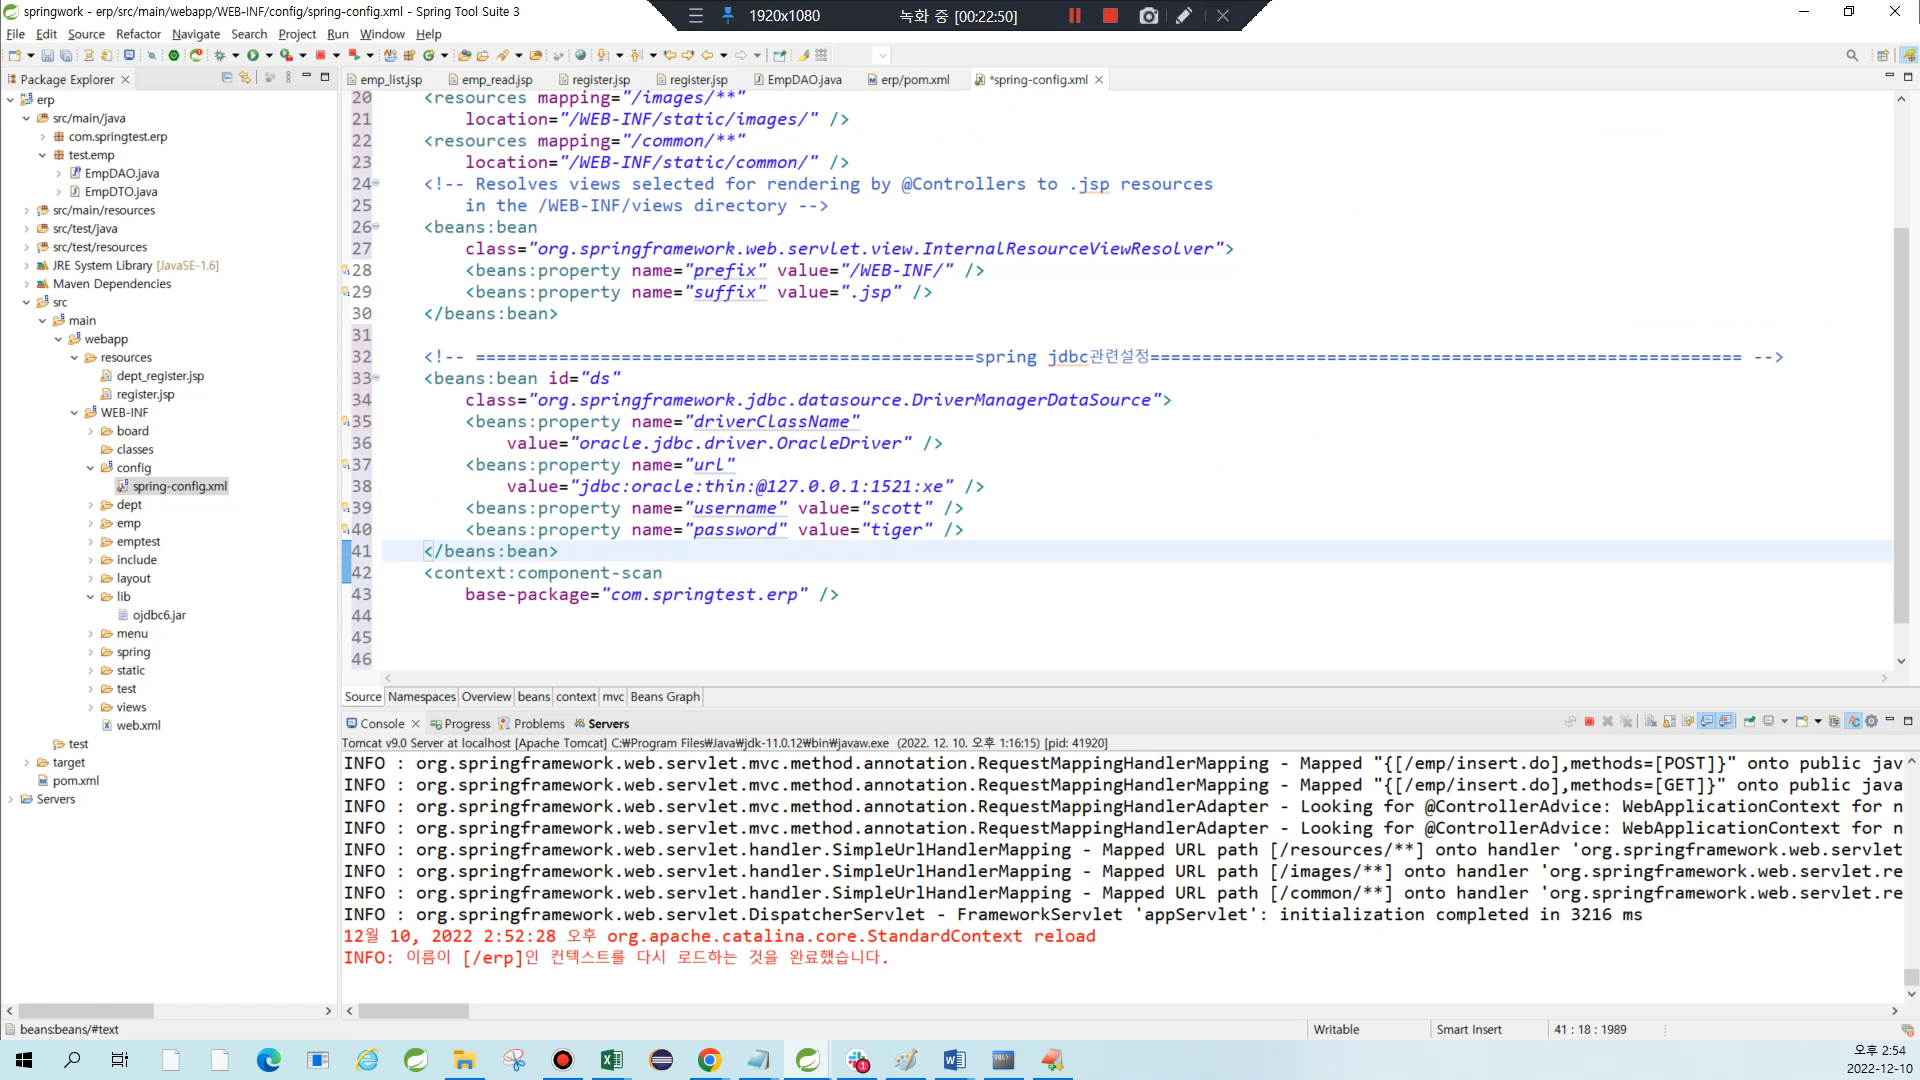 springwork - erp/src/main/webapp/WEB-INF/config/spring-config.xml - Spring Tool Suite 3
1920x1080
녹화 중 [00:22:50]
File Edit Source Refactor Navigate Search Project Run Window Help
Package Explorer
emp_list.jsp
emp_read.jsp
register.jsp
register.jsp
EmpDAO.java
erp/pom.xml
*spring-config.xml
erp
src/main/java
com.springtest.erp
test.emp
EmpDAO.java
EmpDTO.java
src/main/resources
src/test/java
src/test/resources
JRE System Library [JavaSE-1.6]
Maven Dependencies
src
main
webapp
resources
dept_register.jsp
register.jsp
WEB-INF
board
classes
config
spring-config.xml
dept
emp
emptest
include
layout
lib
ojdbc6.jar
menu
spring
static
test
views
web.xml
test
target
pom.xml
Servers
20 <resources mapping="/images/**"
21 location="/WEB-INF/static/images/" />
22 <resources mapping="/common/**"
23 location="/WEB-INF/static/common/" />
24 <!-- Resolves views selected for rendering by @Controllers to .jsp resources
25 in the /WEB-INF/views directory -->
26 <beans:bean
27 class="org.springframework.web.servlet.view.InternalResourceViewResolver">
28 <beans:property name="prefix" value="/WEB-INF/" />
29 <beans:property name="suffix" value=".jsp" />
30 </beans:bean>
31
32 <!-- ================================================spring jdbc관련설정========================================================= -->
33 <beans:bean id="ds"
34 class="org.springframework.jdbc.datasource.DriverManagerDataSource">
35 <beans:property name="driverClassName"
36 value="oracle.jdbc.driver.OracleDriver" />
37 <beans:property name="url"
38 value="jdbc:oracle:thin:@127.0.0.1:1521:xe" />
39 <beans:property name="username" value="scott" />
40 <beans:property name="password" value="tiger" />
41 </beans:bean>
42 <context:component-scan
43 base-package="com.springtest.erp" />
44
45
46
Source Namespaces Overview beans context mvc Beans Graph
Console Progress Problems Servers
Tomcat v9.0 Server at localhost [Apache Tomcat] C:₩Program Files₩Java₩jdk-11.0.12₩bin₩javaw.exe (2022. 12. 10. 오후 1:16:15) [pid: 41920]
INFO : org.springframework.web.servlet.mvc.method.annotation.RequestMappingHandlerMapping - Mapped "{[/emp/insert.do],methods=[POST]}" onto public jav
INFO : org.springframework.web.servlet.mvc.method.annotation.RequestMappingHandlerMapping - Mapped "{[/emp/insert.do],methods=[GET]}" onto public java
INFO : org.springframework.web.servlet.mvc.method.annotation.RequestMappingHandlerAdapter - Looking for @ControllerAdvice: WebApplicationContext for n
INFO : org.springframework.web.servlet.mvc.method.annotation.RequestMappingHandlerAdapter - Looking for @ControllerAdvice: WebApplicationContext for n
INFO : org.springframework.web.servlet.handler.SimpleUrlHandlerMapping - Mapped URL path [/resources/**] onto handler 'org.springframework.web.servlet
INFO : org.springframework.web.servlet.handler.SimpleUrlHandlerMapping - Mapped URL path [/images/**] onto handler 'org.springframework.web.servlet.re
INFO : org.springframework.web.servlet.handler.SimpleUrlHandlerMapping - Mapped URL path [/common/**] onto handler 'org.springframework.web.servlet.re
INFO : org.springframework.web.servlet.DispatcherServlet - FrameworkServlet 'appServlet': initialization completed in 3216 ms
12월 10, 2022 2:52:28 오후 org.apache.catalina.core.StandardContext reload
INFO: 이름이 [/erp]인 컨텍스트를 다시 로드하는 것을 완료했습니다.
beans:beans/#text
Writable
Smart Insert
41 : 18 : 1989
오후 2:54
2022-12-10